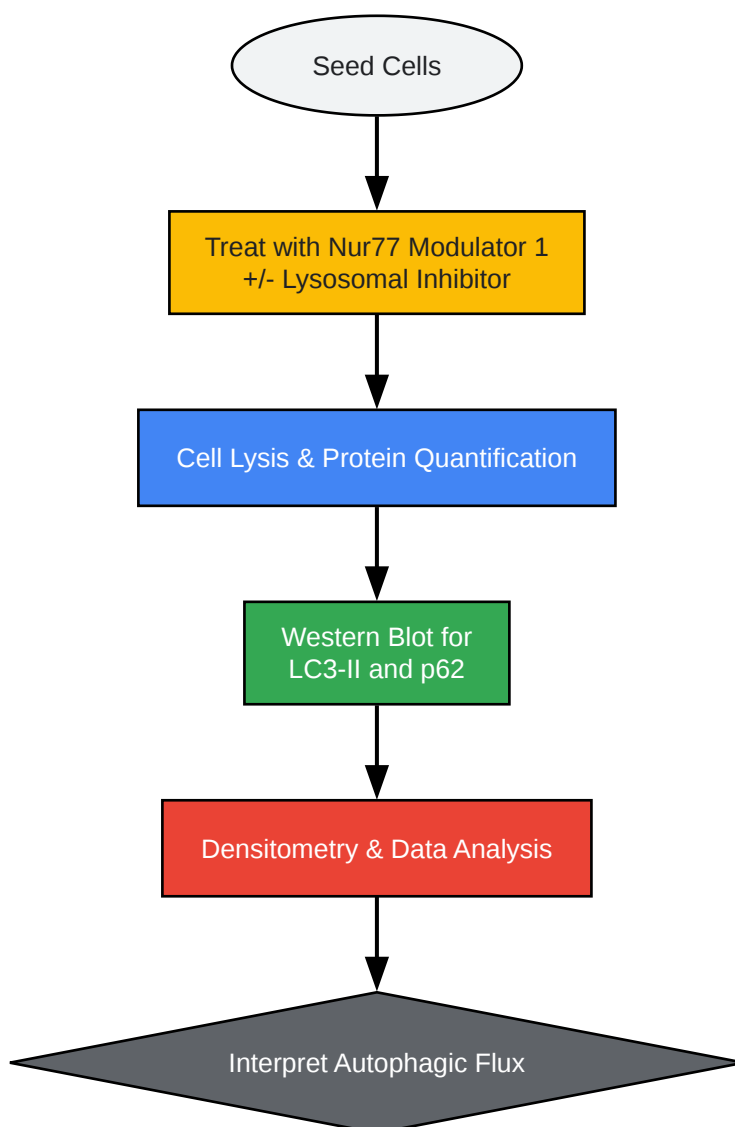 Seed Cells
Treat with Nur77 Modulator 1
+/- Lysosomal Inhibitor
Cell Lysis & Protein Quantification
Western Blot for
LC3-II and p62
Densitometry & Data Analysis
Interpret Autophagic Flux